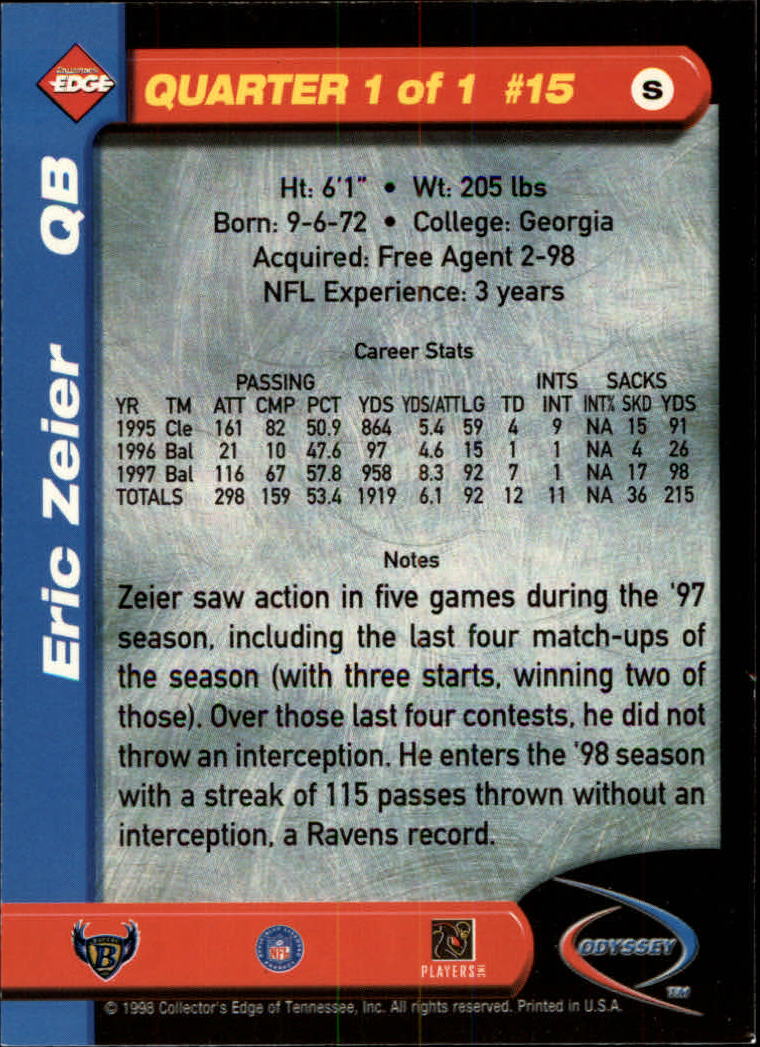 COLLECTOR'S
EDGE
QUARTER 1 of 1 #15
S
Eric Zeier QB
Ht: 6'1" • Wt: 205 lbs
Born: 9-6-72 • College: Georgia
Acquired: Free Agent 2-98
NFL Experience: 3 years
Career Stats
PASSING INTS SACKS
YR TM ATT CMP PCT YDS YDS/ATT LG TD INT INT% SKD YDS
1995 Cle 161 82 50.9 864 5.4 59 4 9 NA 15 91
1996 Bal 21 10 47.6 97 4.6 15 1 1 NA 4 26
1997 Bal 116 67 57.8 958 8.3 92 7 1 NA 17 98
TOTALS 298 159 53.4 1919 6.1 92 12 11 NA 36 215
Notes
Zeier saw action in five games during the '97
season, including the last four match-ups of
the season (with three starts, winning two of
those). Over those last four contests, he did not
throw an interception. He enters the '98 season
with a streak of 115 passes thrown without an
interception, a Ravens record.
B
NFL
PLAYERS INC
ODYSSEY
TM
© 1998 Collector's Edge of Tennessee, Inc. All rights reserved. Printed in U.S.A.